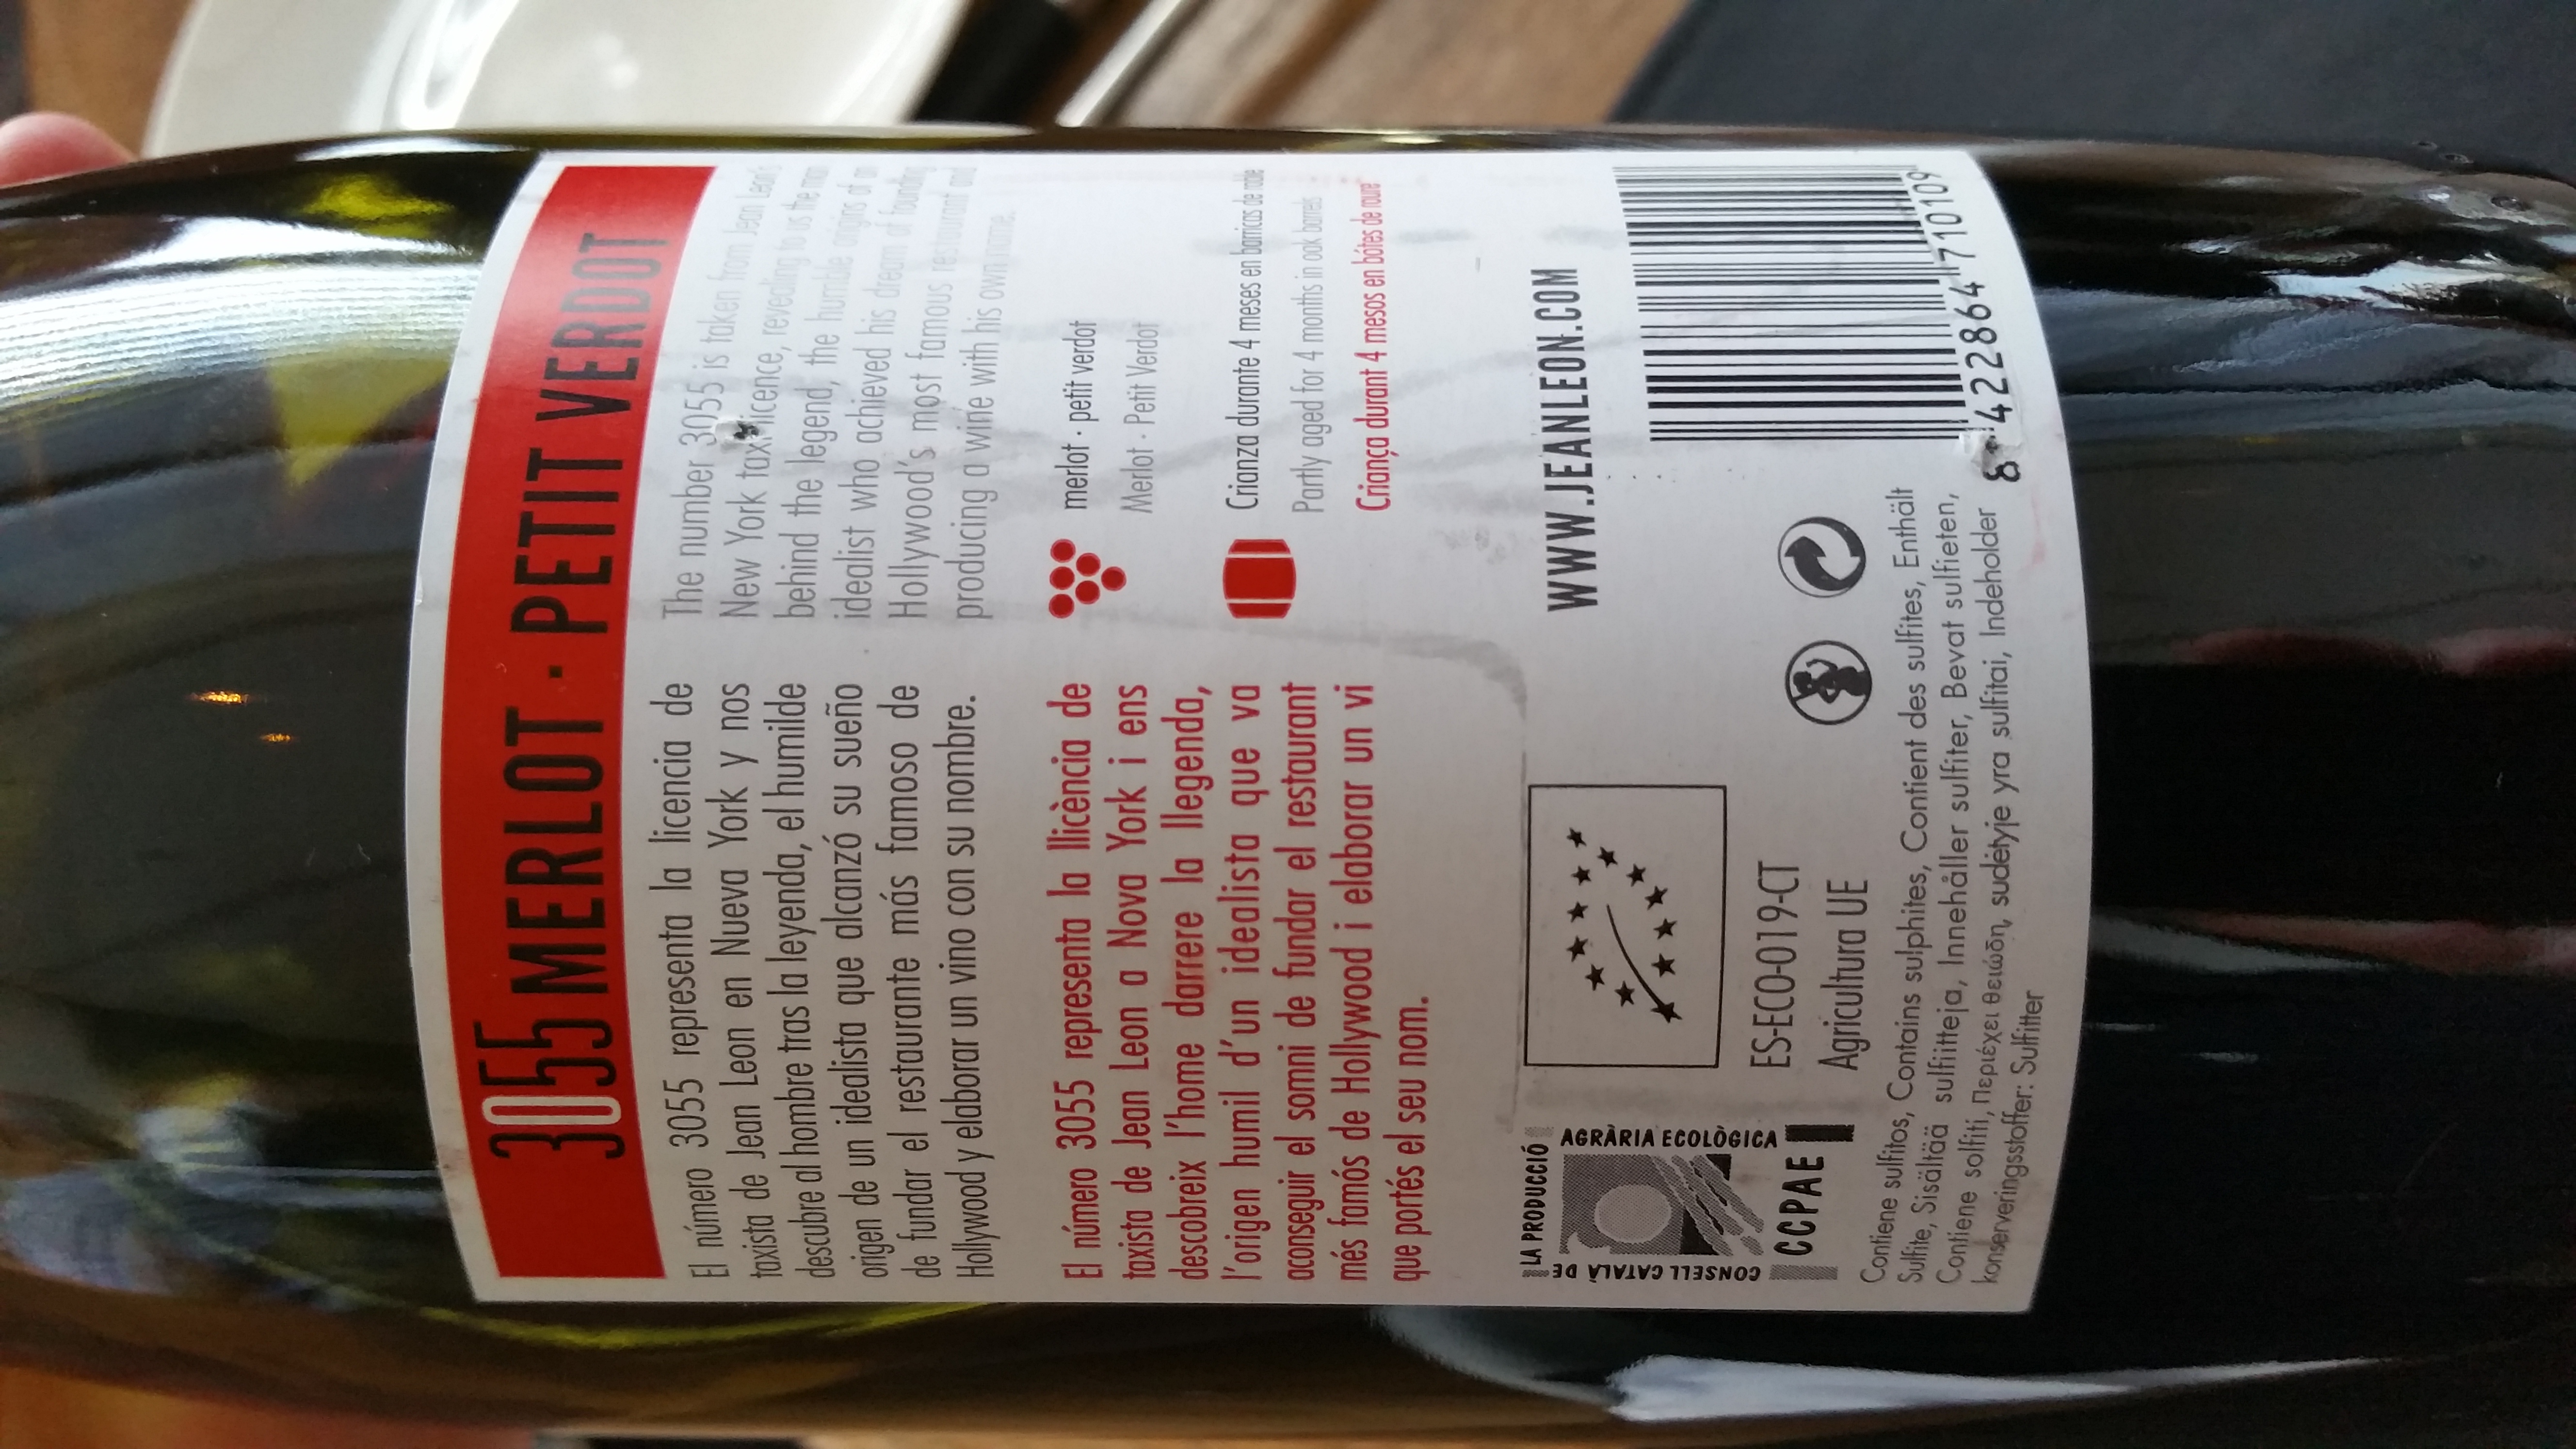 3055 MERLOT · PETIT VERDOT
El número 3055 representa la licencia de
taxista de Jean Leon en Nueva York y nos
descubre al hombre tras la leyenda, el humilde
origen de un idealista que alcanzó su sueño
de fundar el restaurante más famoso de
Hollywood y elaborar un vino con su nombre.
El número 3055 representa la llicència de
taxista de Jean Leon a Nova York i ens
descobreix l'home darrere la llegenda,
l'origen humil d'un idealista que va
aconseguir el somni de fundar el restaurant
més famós de Hollywood i elaborar un vi
que portés el seu nom.
The number 3055 is taken from Jean Leon's
New York taxi licence, revealing to us the man
behind the legend, the humble origins of an
idealist who achieved his dream of founding
Hollywood's most famous restaurant and
producing a wine with his own name.
merlot · petit verdot
Merlot · Petit Verdot
Crianza durante 4 meses en barricas de roble
Partly aged for 4 months in oak barrels
Criança durant 4 mesos en bótes de roure
CONSELL CATALÀ DE
LA PRODUCCIÓ
AGRÀRIA ECOLÒGICA
CCPAE
ES-ECO-019-CT
Agricultura UE
WWW.JEANLEON.COM
8 422864 710109
Contiene sulfitos, Contains sulphites, Contient des sulfites, Enthält
Sulfite, Sisältää sulfiitteja, Innehåller sulfiter, Bevat sulfieten,
Contiene solfiti, Περιέχει θειώδη, sudėtyje yra sulfitai, Indeholder
konserveringsstoffer: Sulfitter